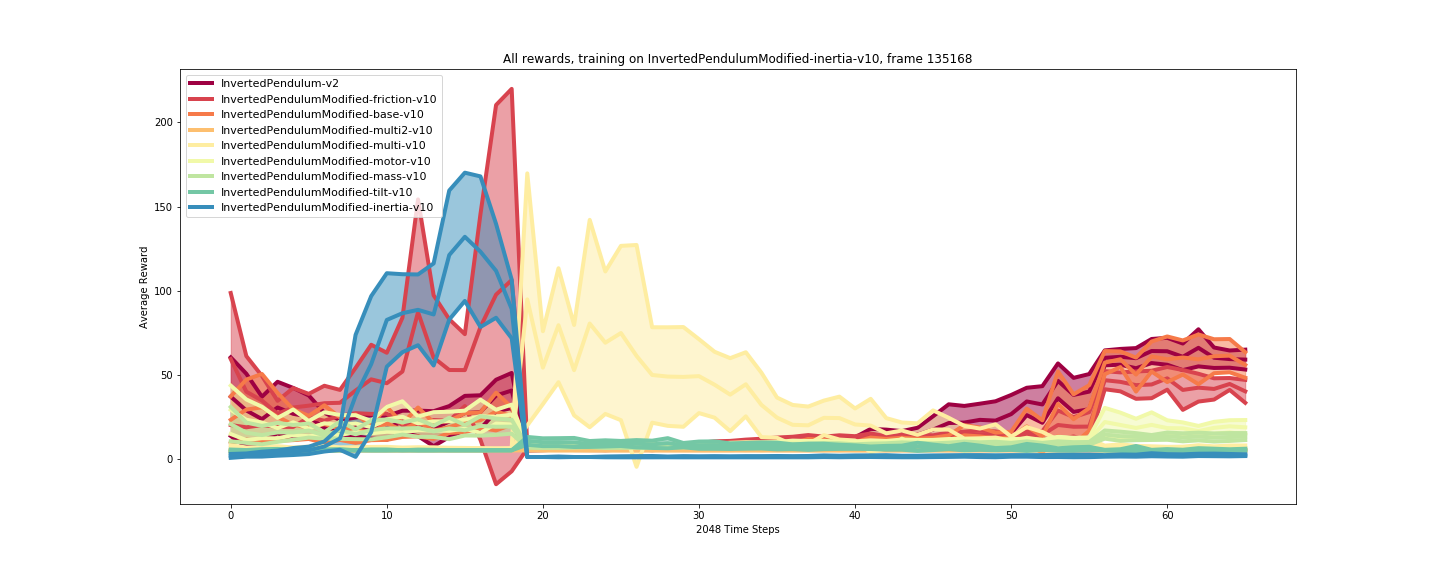 All rewards, training on InvertedPendulumModified-inertia-v10, frame 135168
InvertedPendulum-v2
InvertedPendulumModified-friction-v10
InvertedPendulumModified-base-v10
InvertedPendulumModified-multi2-v10
InvertedPendulumModified-multi-v10
InvertedPendulumModified-motor-v10
InvertedPendulumModified-mass-v10
InvertedPendulumModified-tilt-v10
InvertedPendulumModified-inertia-v10
Average Reward
200
150
100
50
0
0 10 20 30 40 50 60
2048 Time Steps